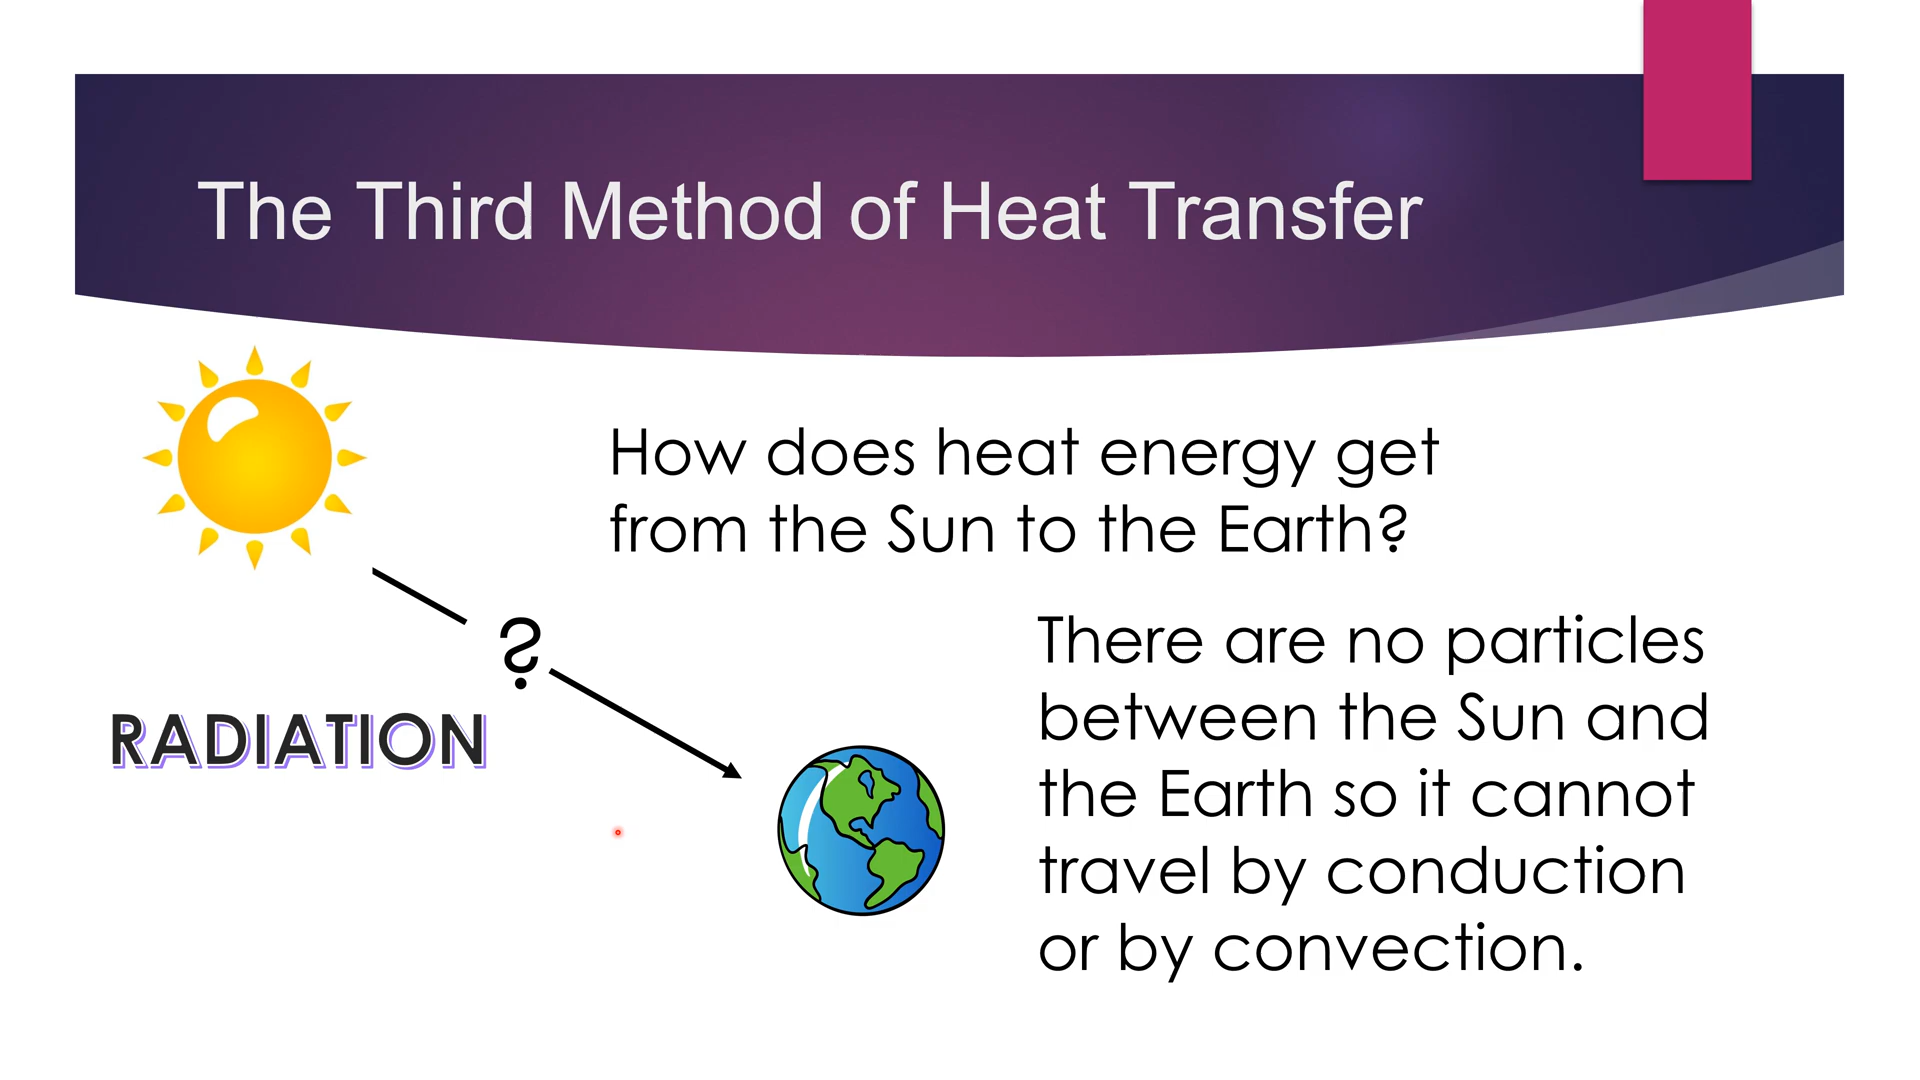 The Third Method of Heat Transfer
How does heat energy get
from the Sun to the Earth?
?
RADIATION
There are no particles
between the Sun and
the Earth so it cannot
travel by conduction
or by convection.